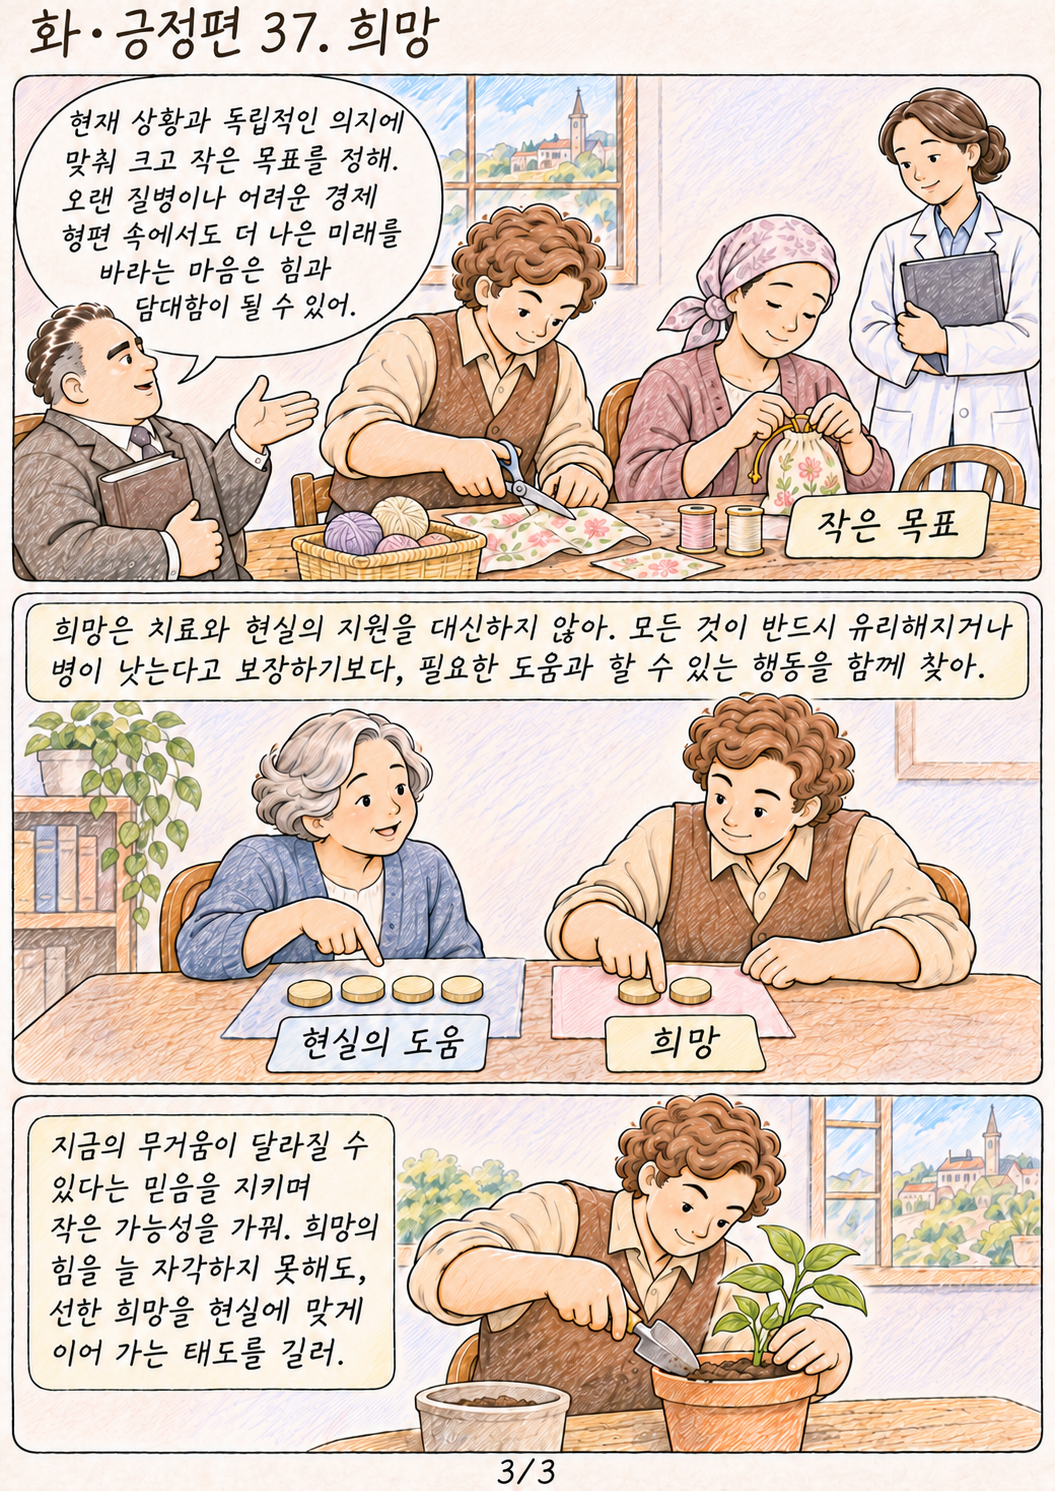 화·긍정편 37. 희망
현재 상황과 독립적인 의지에
맞춰 크고 작은 목표를 정해.
오랜 질병이나 어려운 경제
형편 속에서도 더 나은 미래를
바라는 마음은 힘과
담대함이 될 수 있어.
작은 목표
희망은 치료와 현실의 지원을 대신하지 않아. 모든 것이 반드시 유리해지거나
병이 낫는다고 보장하기보다, 필요한 도움과 할 수 있는 행동을 함께 찾아.
현실의 도움
희망
지금의 무거움이 달라질 수
있다는 믿음을 지키며
작은 가능성을 가꿔. 희망의
힘을 늘 자각하지 못해도,
선한 희망을 현실에 맞게
이어 가는 태도를 길러.
3/3